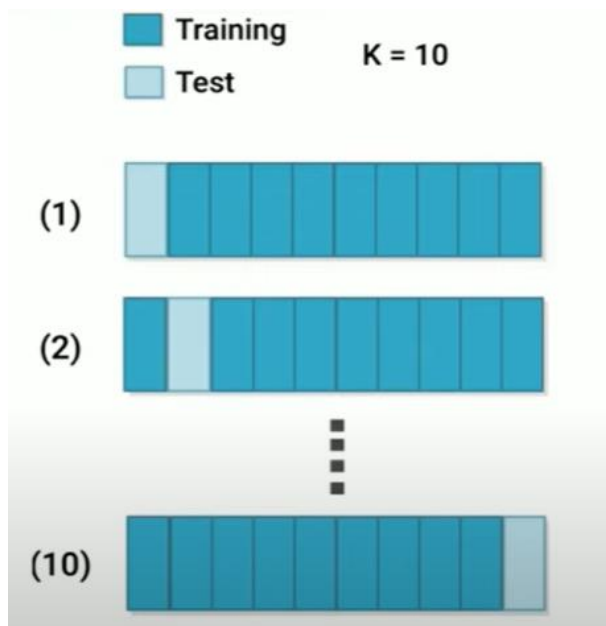 Training
K = 10
Test
(1)
(2)
(10)